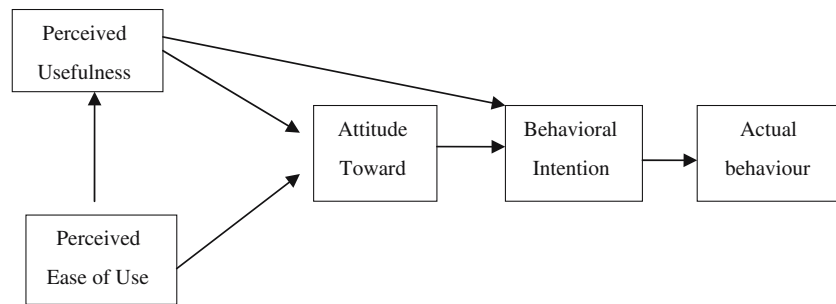 Perceived
Usefulness
Attitude
Toward
Behavioral
Intention
Actual
behaviour
Perceived
Ease of Use